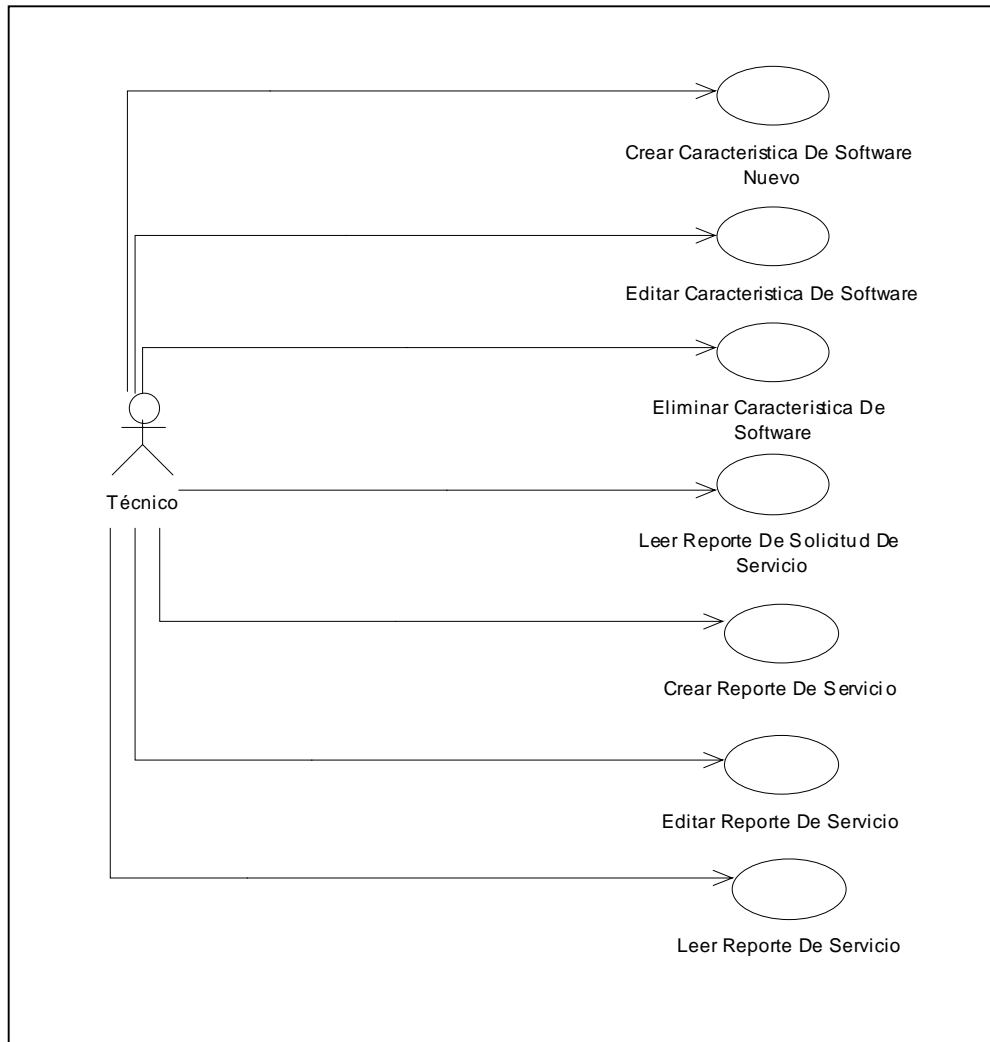 Crear Caracteristica De Software
Nuevo
Editar Caracteristica De Software
Eliminar Caracteristica De
Software
Técnico
Leer Reporte De Solicitud De
Servicio
Crear Reporte De Servicio
Editar Reporte De Servicio
Leer Reporte De Servicio